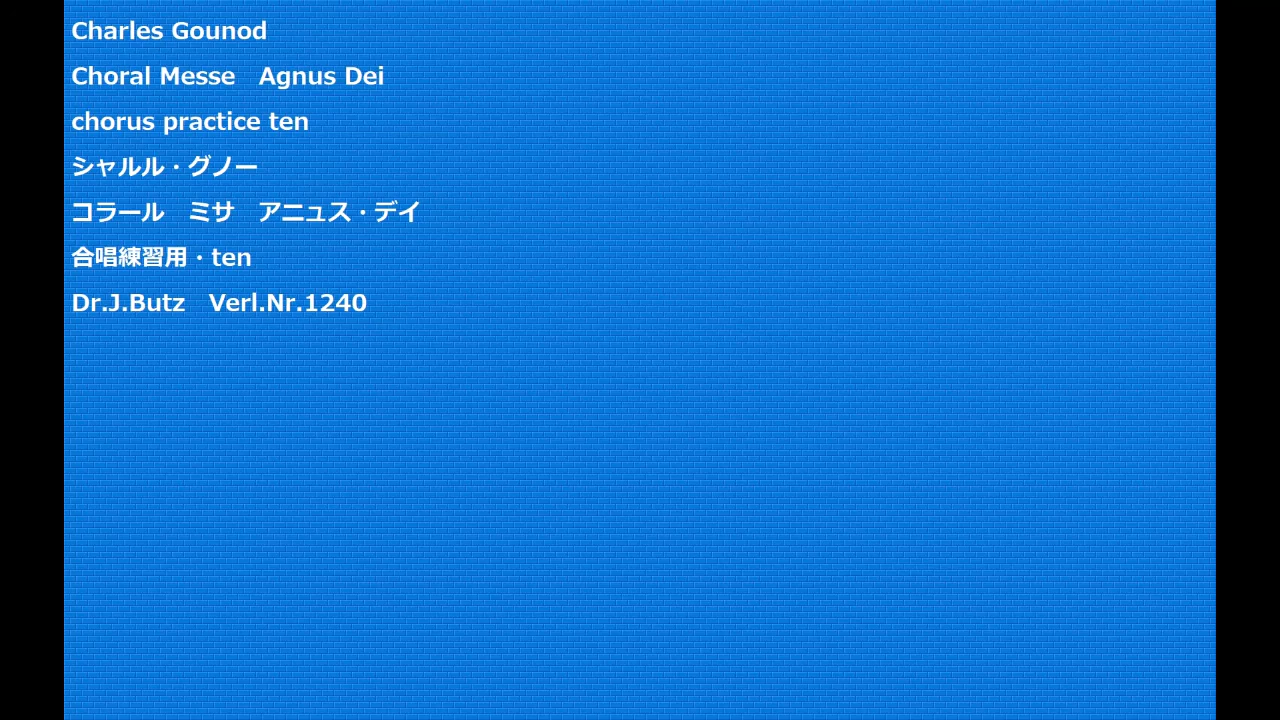 Charles Gounod
Choral Messe　Agnus Dei
chorus practice ten
シャルル・グノー
コラール　ミサ　アニュス・デイ
合唱練習用・ten
Dr.J.Butz　Verl.Nr.1240